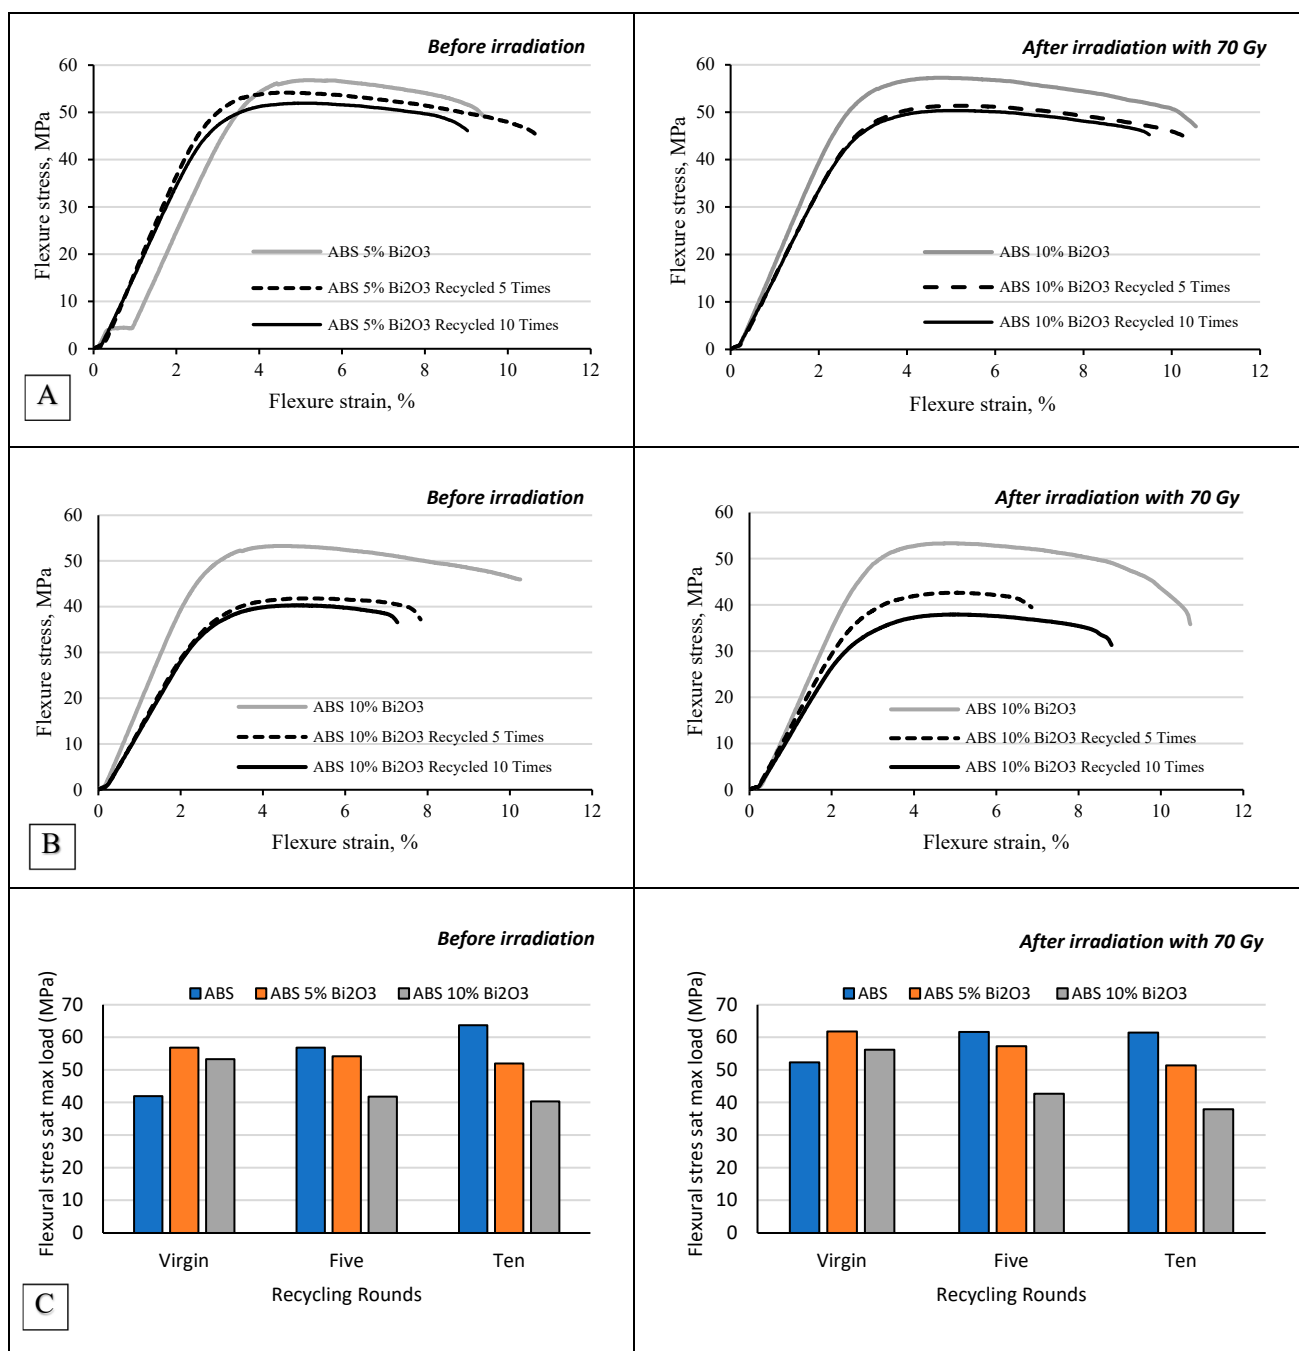 Before irradiation
60
50
40
30
20
10
0
Flexure stress, MPa
ABS 5% Bi2O3
ABS 5% Bi2O3 Recycled 5 Times
ABS 5% Bi2O3 Recycled 10 Times
0 2 4 6 8 10 12
Flexure strain, %
A
After irradiation with 70 Gy
60
50
40
30
20
10
0
Flexure stress, MPa
ABS 10% Bi2O3
ABS 10% Bi2O3 Recycled 5 Times
ABS 10% Bi2O3 Recycled 10 Times
0 2 4 6 8 10 12
Flexure strain, %
Before irradiation
60
50
40
30
20
10
0
Flexure stress, MPa
ABS 10% Bi2O3
ABS 10% Bi2O3 Recycled 5 Times
ABS 10% Bi2O3 Recycled 10 Times
0 2 4 6 8 10 12
Flexure strain, %
B
After irradiation with 70 Gy
60
50
40
30
20
10
0
Flexure stress, MPa
ABS 10% Bi2O3
ABS 10% Bi2O3 Recycled 5 Times
ABS 10% Bi2O3 Recycled 10 Times
0 2 4 6 8 10 12
Flexure strain, %
Before irradiation
ABS ABS 5% Bi2O3 ABS 10% Bi2O3
70
60
50
40
30
20
10
0
Flexural stres sat max load (MPa)
Virgin Five Ten
Recycling Rounds
C
After irradiation with 70 Gy
ABS ABS 5% Bi2O3 ABS 10% Bi2O3
70
60
50
40
30
20
10
0
Flexural stres sat max load (MPa)
Virgin Five Ten
Recycling Rounds